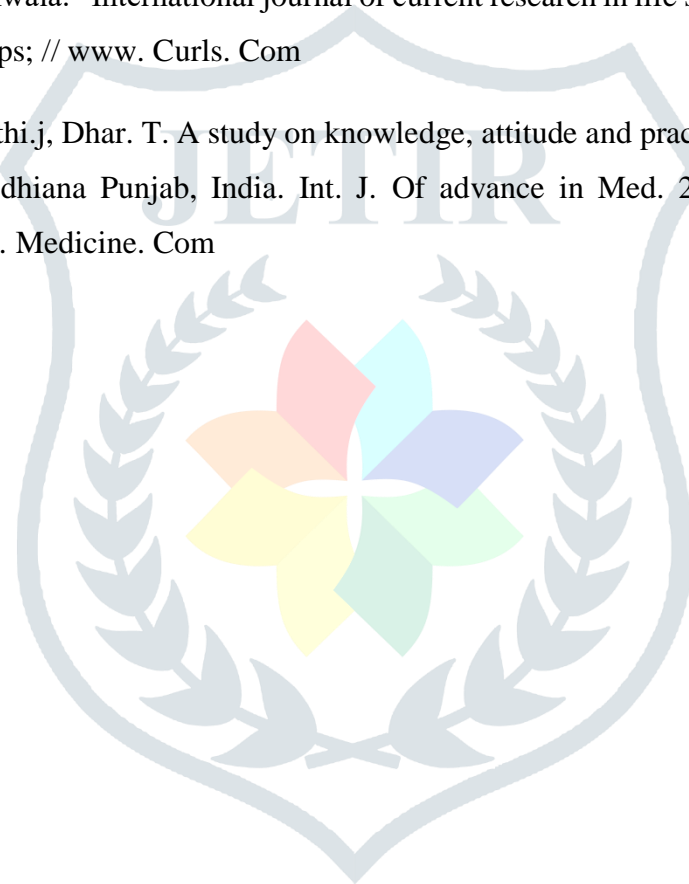 International journal of current research in life
ps; // www. Curls. Com
JETIR
thi.j, Dhar. T. A study on knowledge, attitude and prac
dhiana Punjab, India. Int. J. Of advance in Med. 2
. Medicine. Com